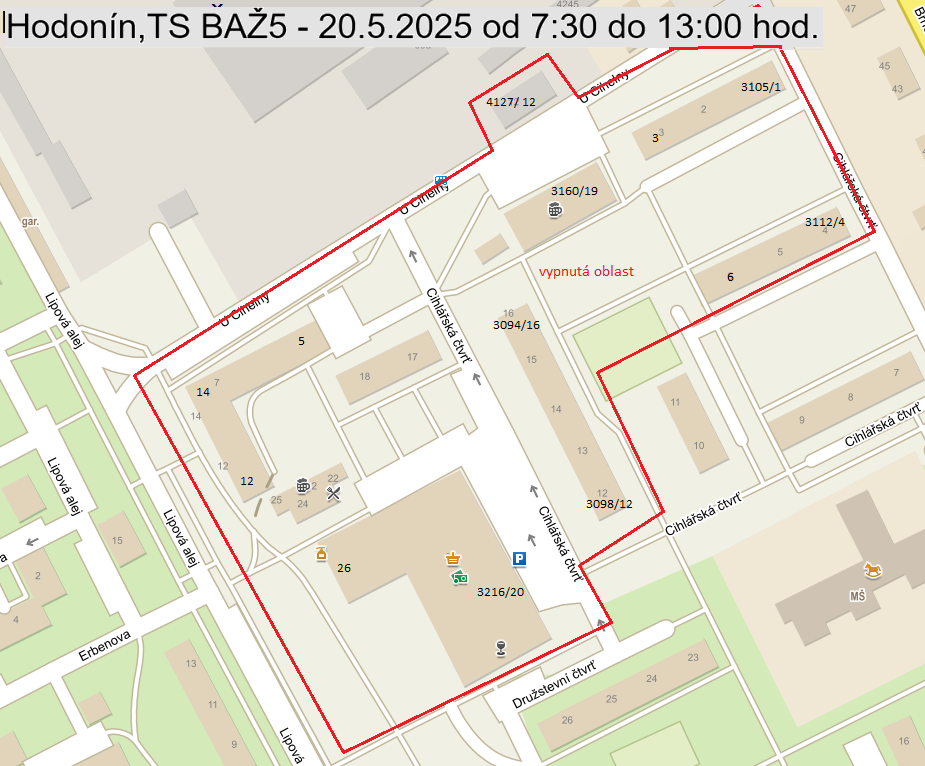 Hodonín,TS BAŽ5 - 20.5.2025 od 7:30 do 13:00 hod.
4245
47
45
43
4127/ 12
U Cihelny
3105/1
2
3
3
Cihlářská čtvrť
3160/19
U Cihelny
3112/4
4
5
6
vypnutá oblast
gar.
Lipová alej
U Cihelny
Cihlářská čtvrť
16
3094/16
15
5
17
18
7
14
14
11
10
7
8
9
Cihlářská čtvrť
14
13
12
12
3098/12
12
22
2
25
24
Lipová alej
Lipová alej
Cihlářská čtvrť
Cihlářská čtvrť
P
26
3216/20
MŠ
15
a
2
4
Erbenova
13
11
9
Lipová
Družstevní čtvrť
23
24
25
26
16